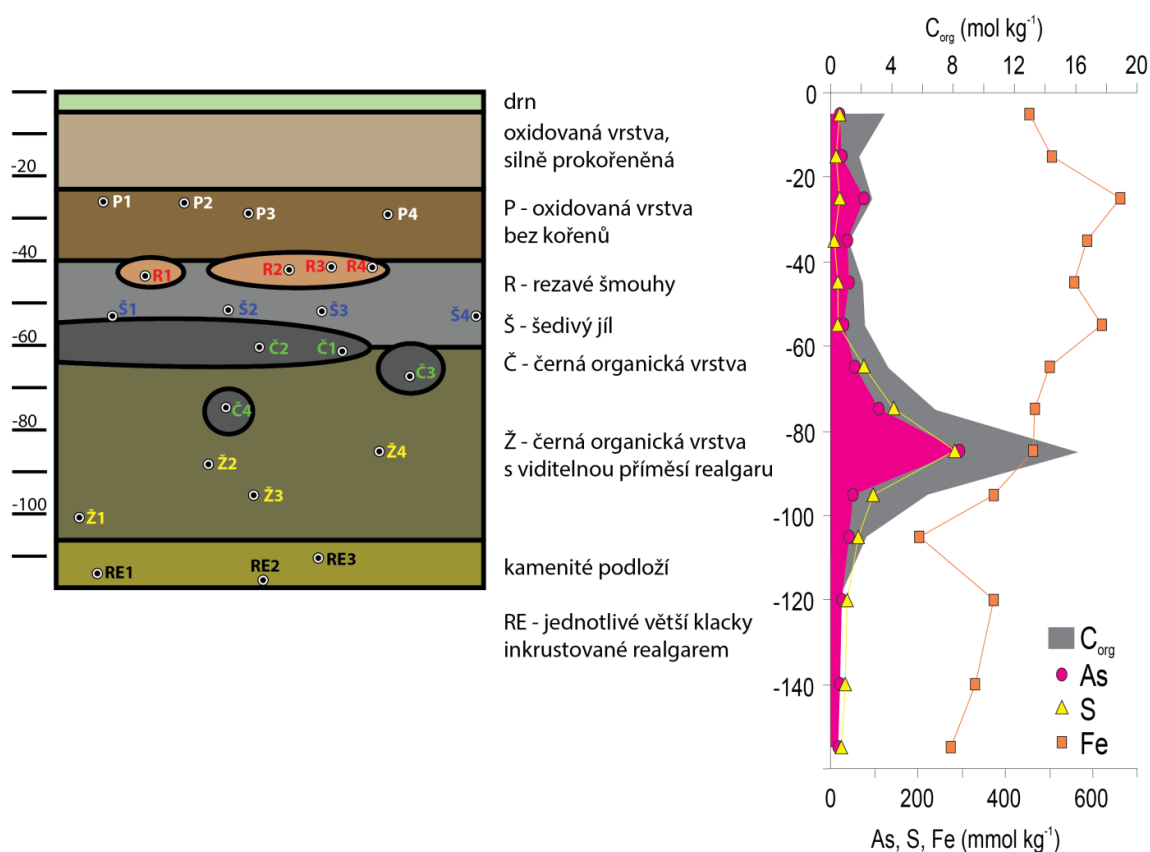 -20
-40
-60
-80
-100
P1
P2
P3
P4
R1
R2
R3
R4
Š1
Š2
Š3
Š4
Č2
Č1
Č3
Č4
Ž2
Ž4
Ž3
Ž1
RE1
RE2
RE3
drn
oxidovaná vrstva,
silně prokořeněná
P - oxidovaná vrstva
bez kořenů
R - rezavé šmouhy
Š - šedivý jíl
Č - černá organická vrstva
Ž - černá organická vrstva
s viditelnou příměsí realgaru
kamenité podloží
RE - jednotlivé větší klacky
inkrustované realgarem
C_org (mol kg⁻¹)
0 4 8 12 16 20
0
-20
-40
-60
-80
-100
-120
-140
C_org
As
S
Fe
0 200 400 600
As, S, Fe (mmol kg⁻¹)